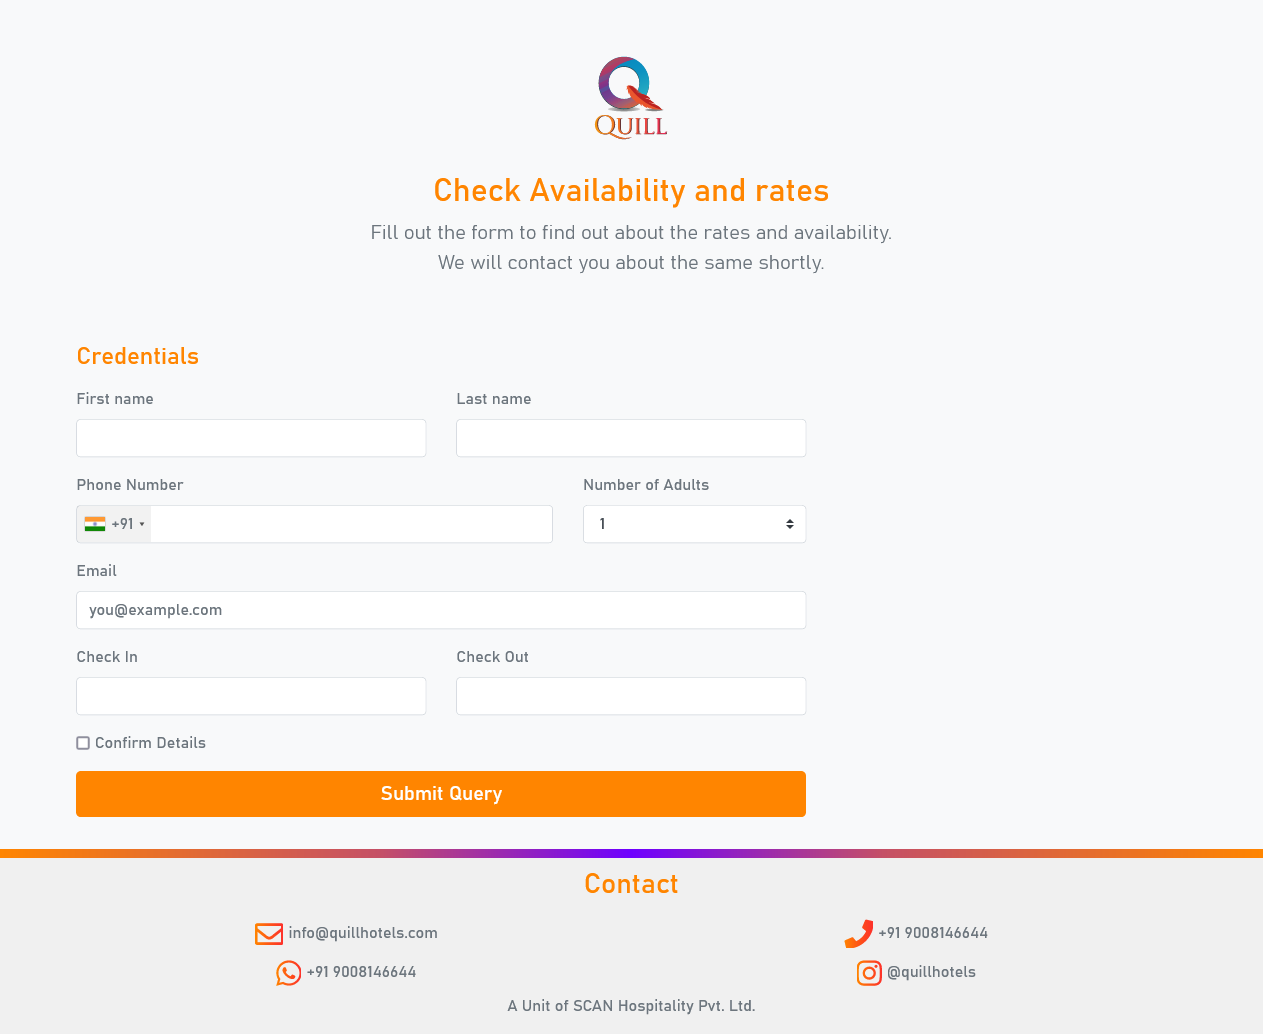 QUILL
Check Availability and rates
Fill out the form to find out about the rates and availability.
We will contact you about the same shortly.
Credentials
First name
Last name
Phone Number
Number of Adults
+91
1
Email
you@example.com
Check In
Check Out
Confirm Details
Submit Query
Contact
info@quillhotels.com
+91 9008146644
+91 9008146644
@quillhotels
A Unit of SCAN Hospitality Pvt. Ltd.